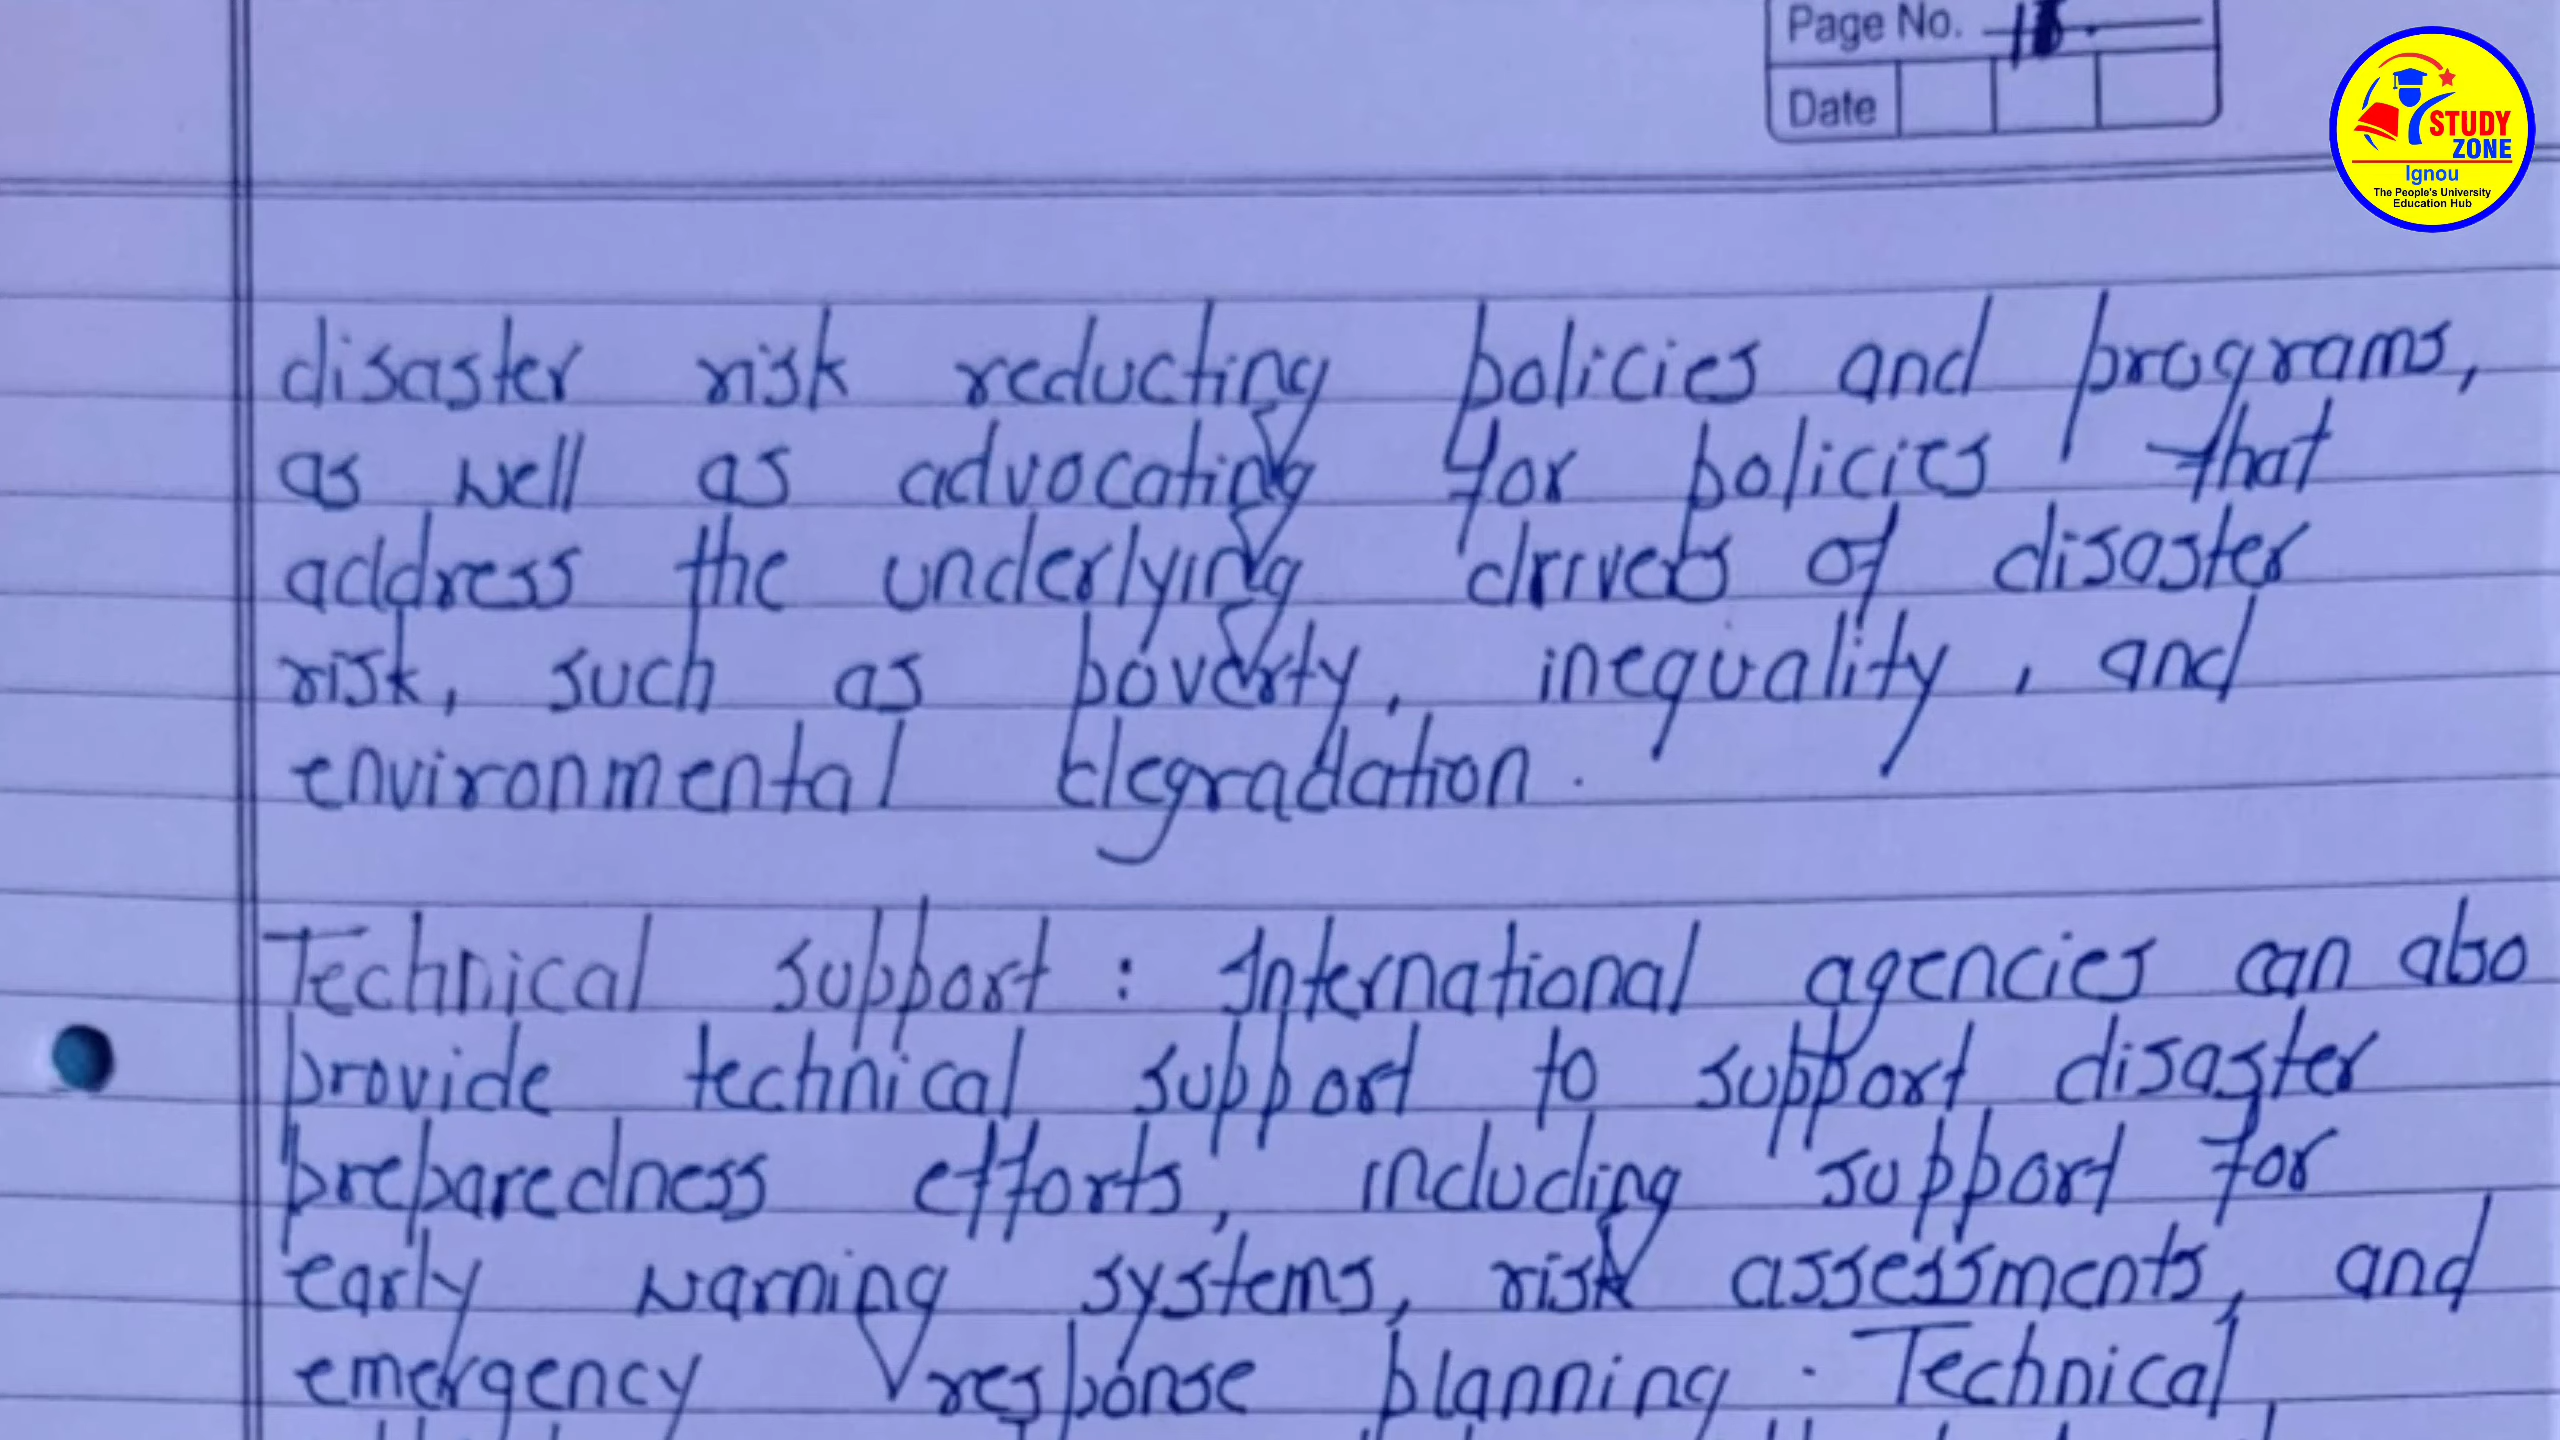 Page No.
Date
STUDY
ZONE
Ignou
The People's University
Education Hub
disaster risk reducting policies and programs,
as well as advocating for policies that
address the underlying drivers of disaster
risk, such as poverty, inequality, and
environmental degradation.
Technical support : International agencies can also
provide technical support to support disaster
preparedness efforts, including support for
early warning systems, risk assessments, and
emergency response planning. Technical